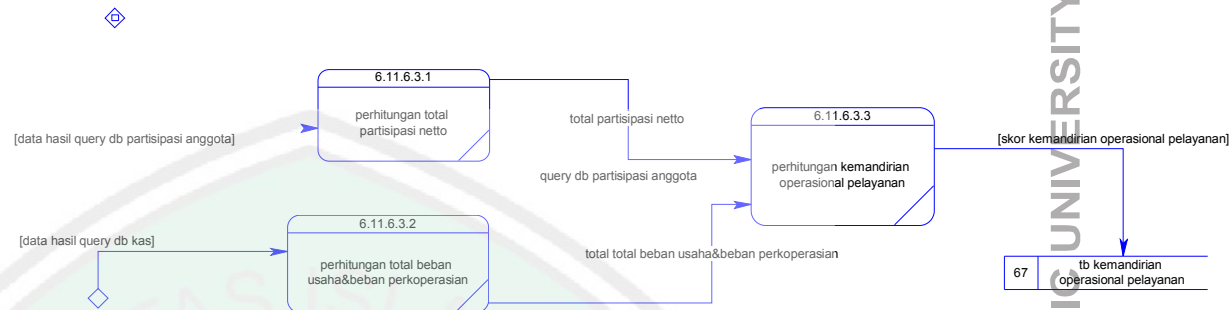 6.11.6.3.1
perhitungan total
partisipasi netto
[data hasil query db partisipasi anggota]
total partisipasi netto
query db partisipasi anggota
6.11.6.3.3
perhitungan kemandirian
operasional pelayanan
[skor kemandirian operasional pelayanan]
6.11.6.3.2
perhitungan total beban
usaha&beban perkoperasian
[data hasil query db kas]
total total beban usaha&beban perkoperasian
67
tb kemandirian
operasional pelayanan
IC UNIVERSITY
TAS IS